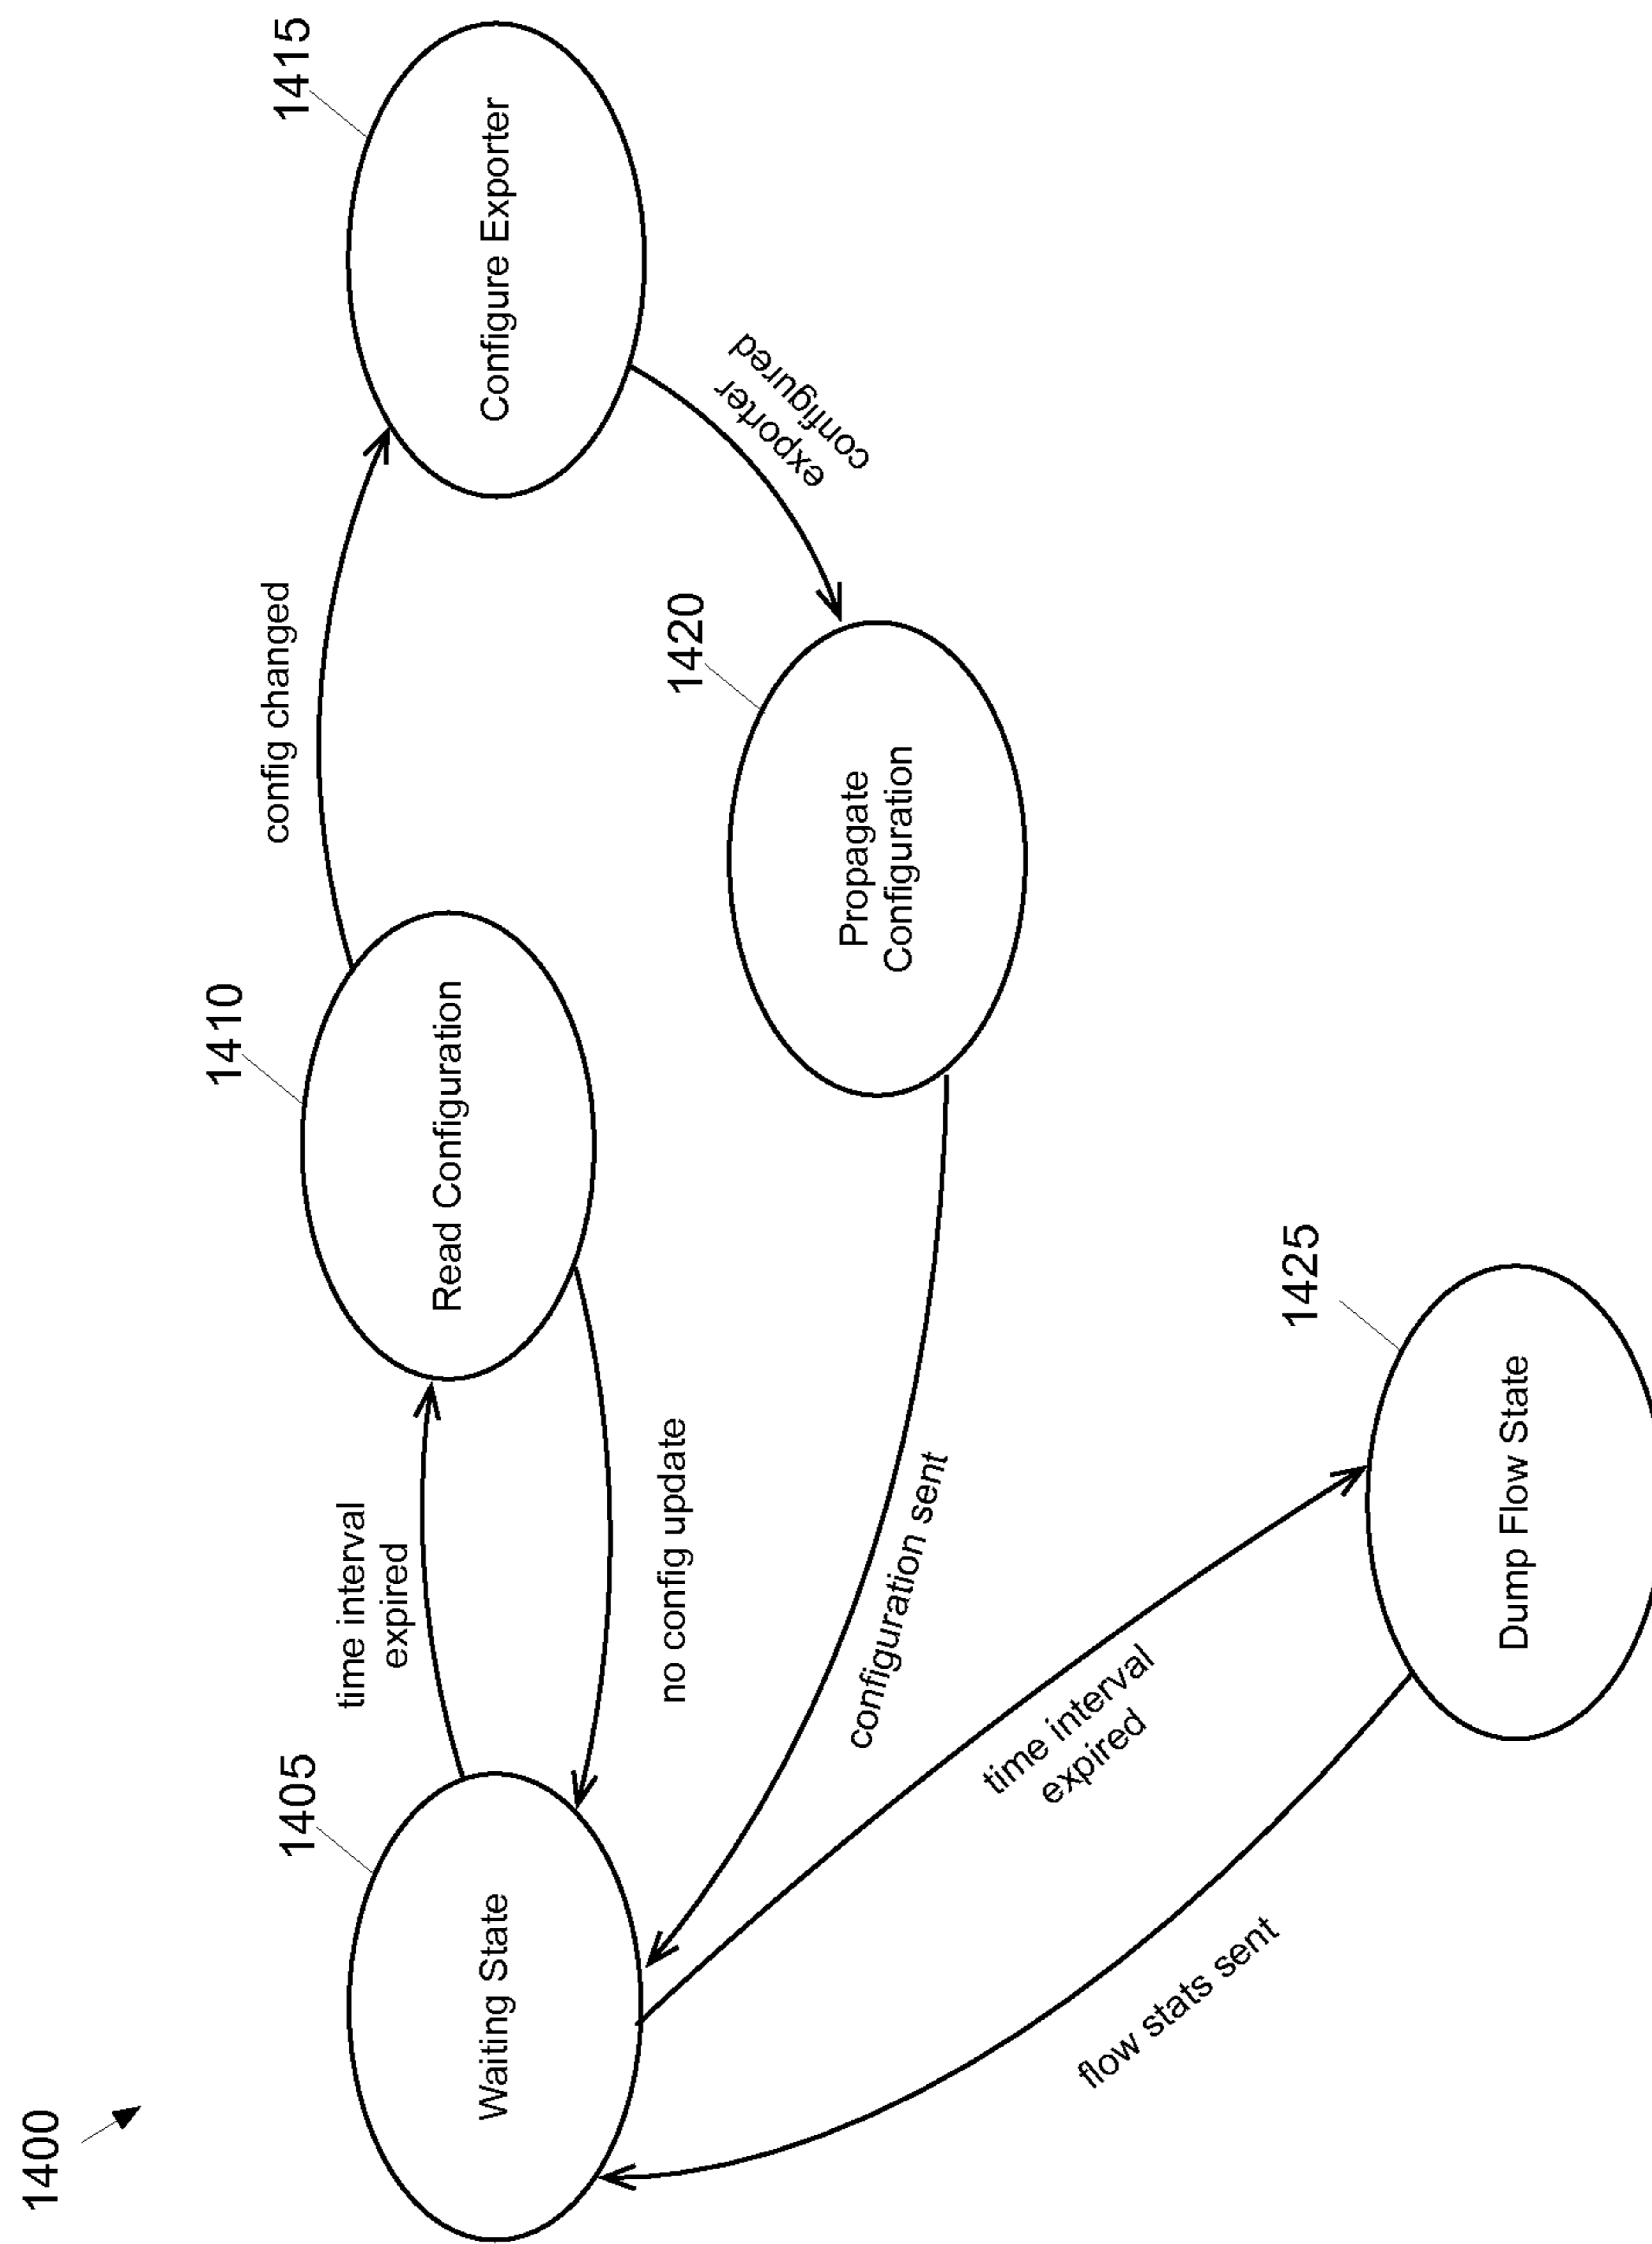 1400
1405
Waiting State
time interval
expired
no config update
1410
Read Configuration
config changed
1415
Configure Exporter
exporter
configured
1420
Propagate
Configuration
configuration sent
time interval
expired
flow stats sent
1425
Dump Flow State